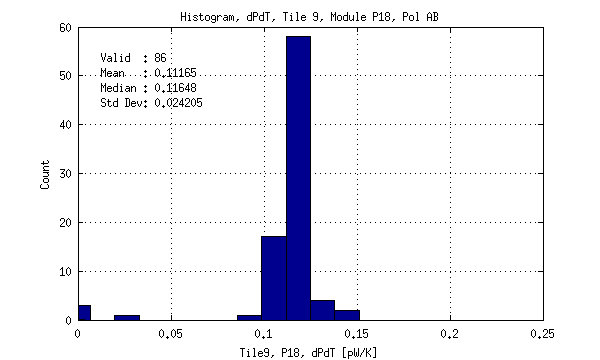 Histogram, dPdT, Tile 9, Module P18, Pol AB
60
50
40
30
20
10
0
Count
Valid : 86
Mean : 0.11165
Median : 0.11648
Std Dev: 0.024205
0 0.05 0.1 0.15 0.2 0.25
Tile9, P18, dPdT [pW/K]